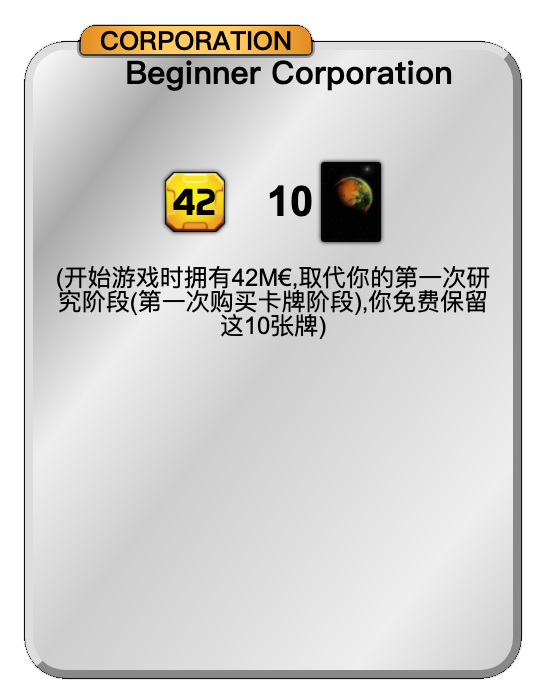 CORPORATION
Beginner Corporation
42 10
(开始游戏时拥有42M€,取代你的第一次研
究阶段(第一次购买卡牌阶段),你免费保留
这10张牌)